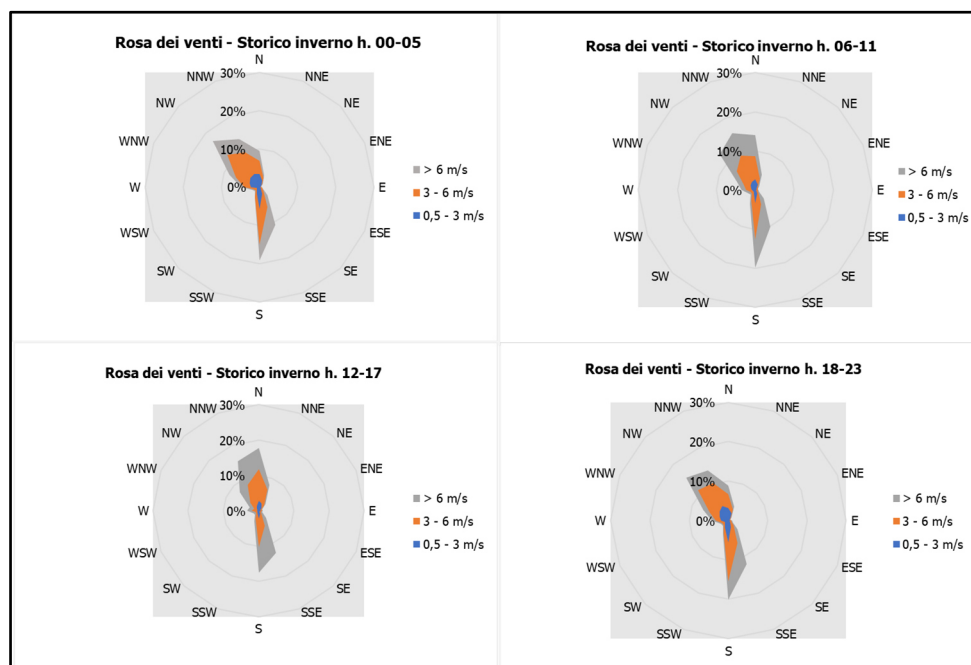 Rosa dei venti - Storico inverno h. 00-05
N
NNE
NE
ENE
E
ESE
SE
SSE
S
SSW
SW
WSW
W
WNW
NW
NNW
30%
20%
10%
0%
> 6 m/s
3 - 6 m/s
0,5 - 3 m/s
Rosa dei venti - Storico inverno h. 06-11
N
NNE
NE
ENE
E
ESE
SE
SSE
S
SSW
SW
WSW
W
WNW
NW
NNW
30%
20%
10%
0%
> 6 m/s
3 - 6 m/s
0,5 - 3 m/s
Rosa dei venti - Storico inverno h. 12-17
N
NNE
NE
ENE
E
ESE
SE
SSE
S
SSW
SW
WSW
W
WNW
NW
NNW
30%
20%
10%
0%
> 6 m/s
3 - 6 m/s
0,5 - 3 m/s
Rosa dei venti - Storico inverno h. 18-23
N
NNE
NE
ENE
E
ESE
SE
SSE
S
SSW
SW
WSW
W
WNW
NW
NNW
30%
20%
10%
0%
> 6 m/s
3 - 6 m/s
0,5 - 3 m/s